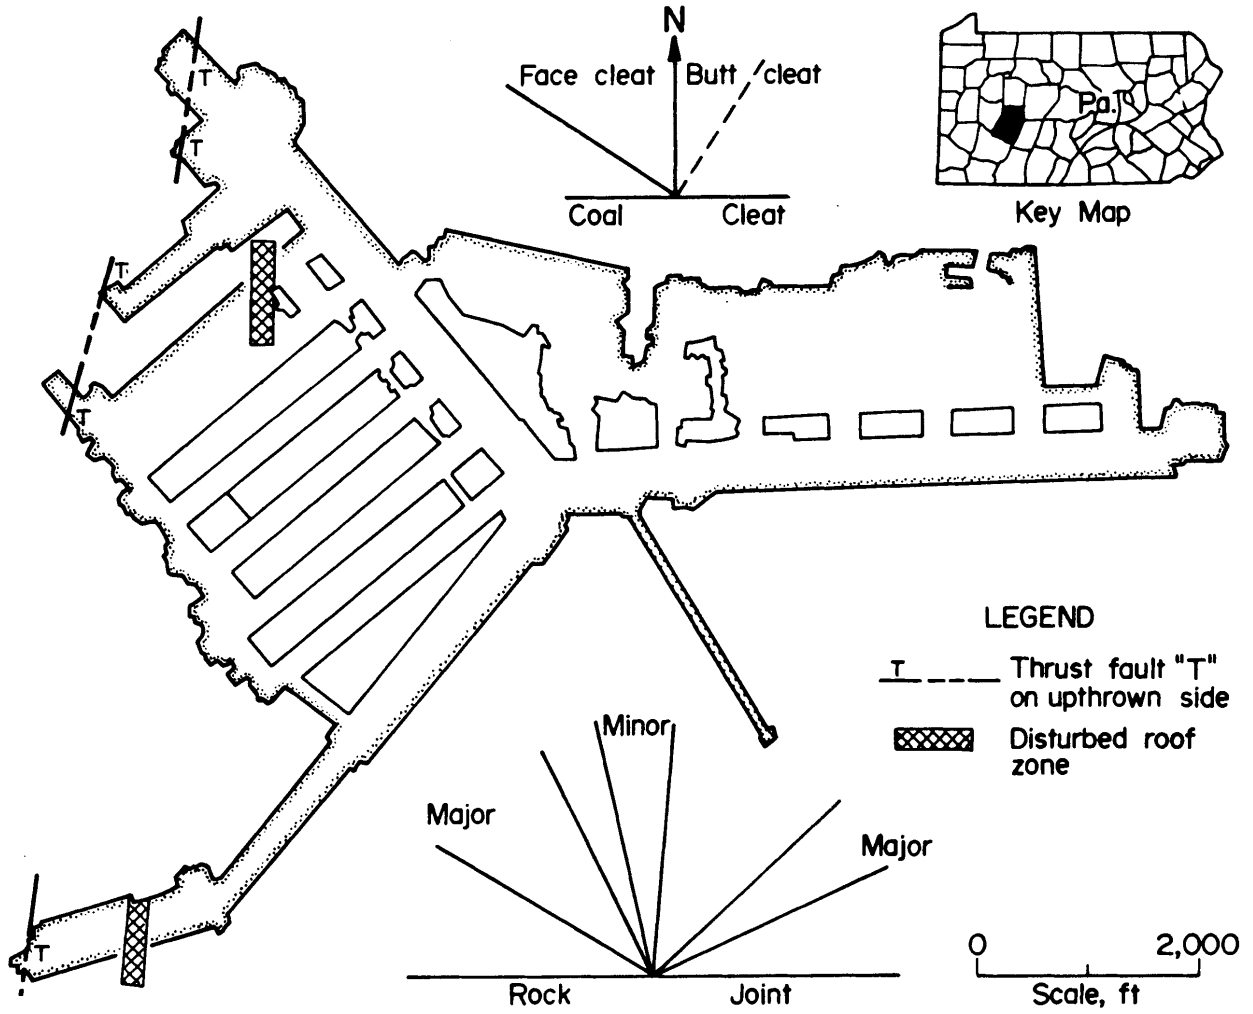 N
Face cleat
Butt cleat
Coal Cleat
Pa.
Key Map
T
T
T
T
LEGEND
T
Thrust fault "T"
on upthrown side
Disturbed roof
zone
Minor
Major
Major
T
Rock Joint
0 2,000
Scale, ft